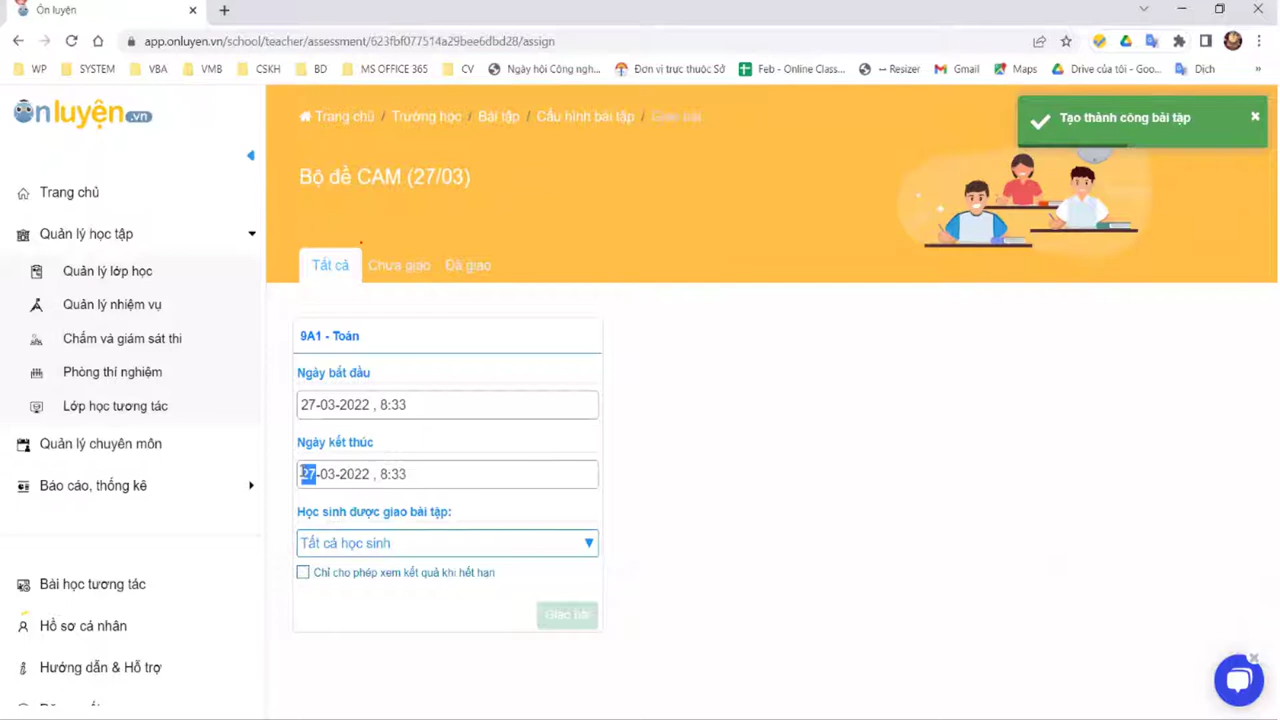 Ôn luyện
app.onluyen.vn/school/teacher/assessment/623fbf077514a29bee6dbd28/assign
WP SYSTEM VBA VMB CSKH BD MS OFFICE 365 CV Ngày hội Công nghệ... Đơn vị trực thuộc Sở Feb - Online Class... -- Resizer Gmail Maps Drive của tôi - Goo... Dịch »
Ôn luyện .vn
Trang chủ / Trường học / Bài tập / Cấu hình bài tập / Giao bài
Tạo thành công bài tập
Bộ đề CAM (27/03)
Trang chủ
Quản lý học tập
Quản lý lớp học
Quản lý nhiệm vụ
Chấm và giám sát thi
Phòng thí nghiệm
Lớp học tương tác
Quản lý chuyên môn
Báo cáo, thống kê
Bài học tương tác
Hồ sơ cá nhân
Hướng dẫn & Hỗ trợ
Tất cả Chưa giao Đã giao
9A1 - Toán
Ngày bắt đầu
27-03-2022 , 8:33
Ngày kết thúc
27-03-2022 , 8:33
Học sinh được giao bài tập:
Tất cả học sinh
Chỉ cho phép xem kết quả khi hết hạn
Giao bài